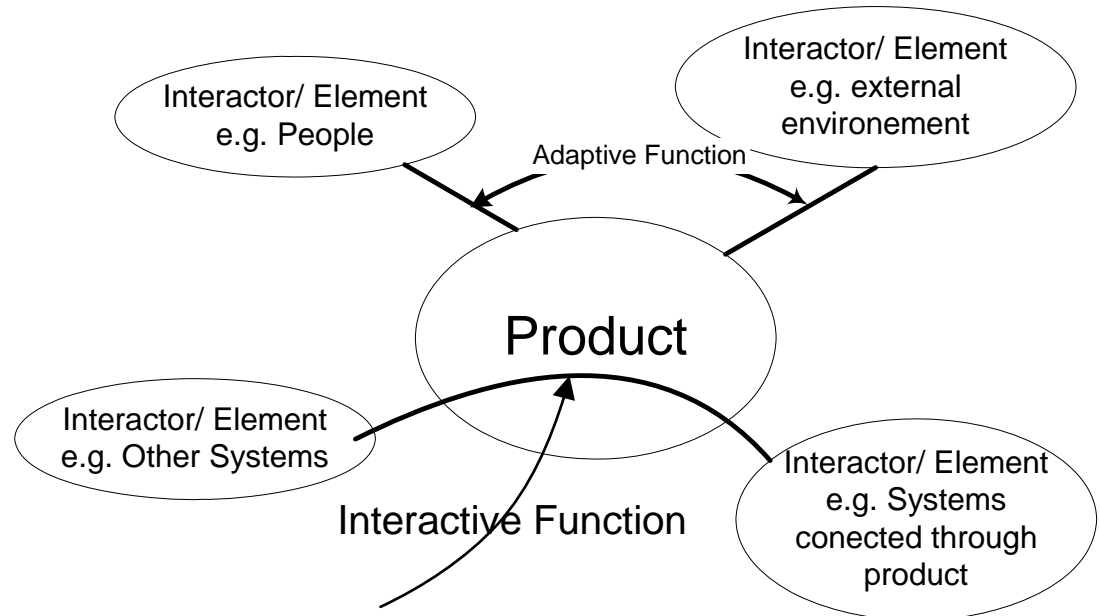 Interactor/ Element
e.g. People
Interactor/ Element
e.g. external
environement
Adaptive Function
Product
Interactor/ Element
e.g. Other Systems
Interactor/ Element
e.g. Systems
conected through
product
Interactive Function